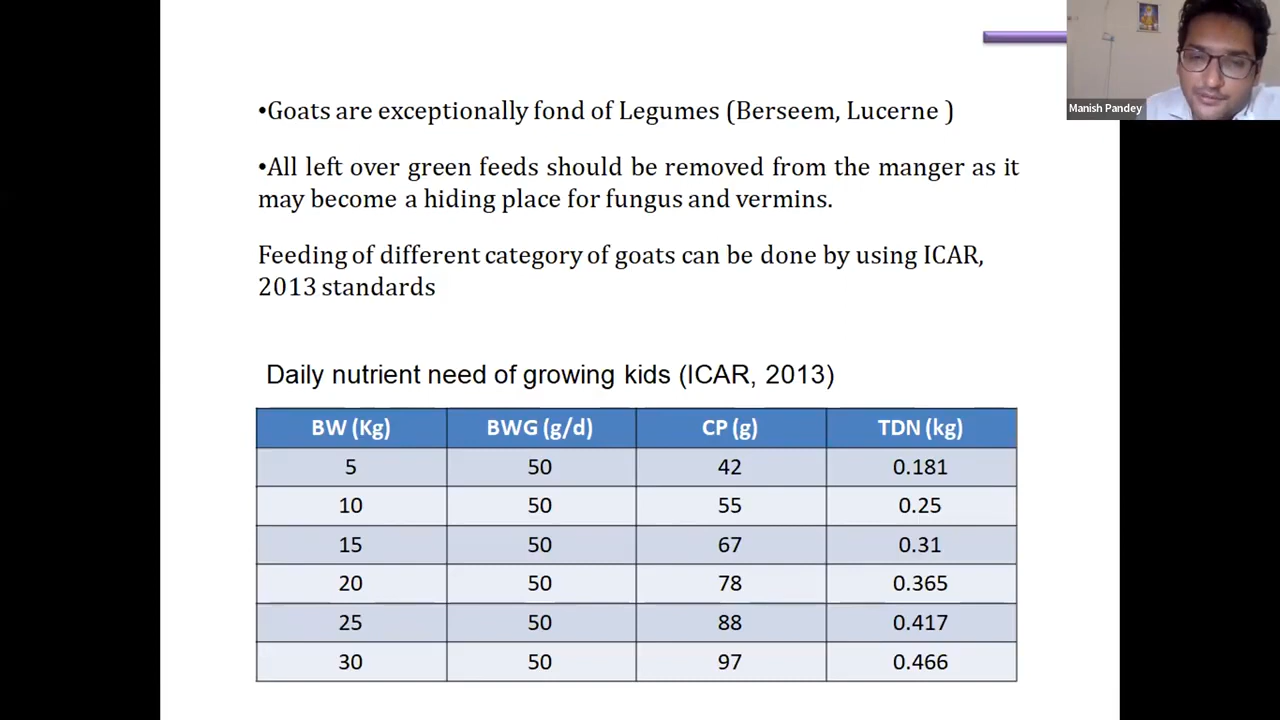 Manish Pandey
•Goats are exceptionally fond of Legumes (Berseem, Lucerne )
•All left over green feeds should be removed from the manger as it
may become a hiding place for fungus and vermins.
Feeding of different category of goats can be done by using ICAR,
2013 standards
Daily nutrient need of growing kids (ICAR, 2013)
BW (Kg) BWG (g/d) CP (g) TDN (kg)
5 50 42 0.181
10 50 55 0.25
15 50 67 0.31
20 50 78 0.365
25 50 88 0.417
30 50 97 0.466